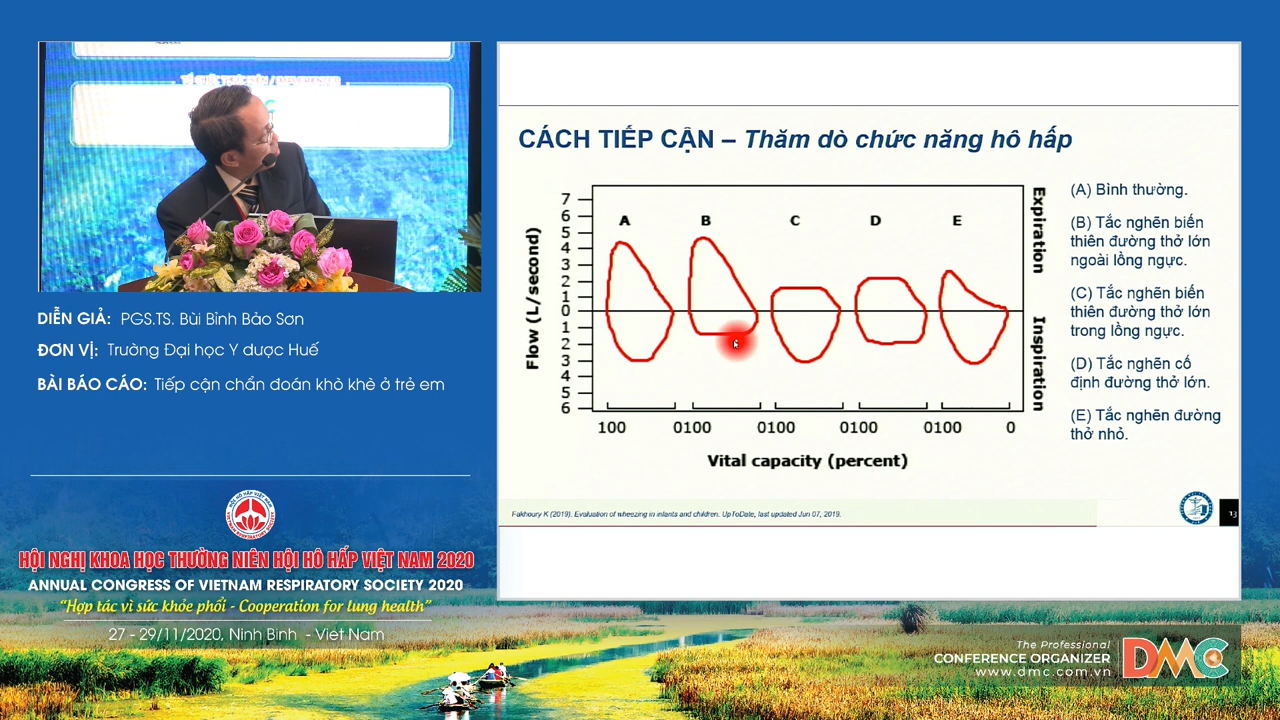 DIỄN GIẢ: PGS.TS. Bùi Bỉnh Bảo Sơn
ĐƠN VỊ: Trường Đại học Y dược Huế
BÀI BÁO CÁO: Tiếp cận chẩn đoán khò khè ở trẻ em
HỘI NGHỊ KHOA HỌC THƯỜNG NIÊN HỘI HÔ HẤP VIỆT NAM 2020
ANNUAL CONGRESS OF VIETNAM RESPIRATORY SOCIETY 2020
“Hợp tác vì sức khỏe phổi - Cooperation for lung health”
27 - 29/11/2020, Ninh Bình - Việt Nam
CÁCH TIẾP CẬN – Thăm dò chức năng hô hấp
Flow (L/second)
7
6
5
4
3
2
1
0
1
2
3
4
5
6
A B C D E
Expiration
Inspiration
100 0100 0100 0100 0100 0
Vital capacity (percent)
(A) Bình thường.
(B) Tắc nghẽn biến
thiên đường thở lớn
ngoài lồng ngực.
(C) Tắc nghẽn biến
thiên đường thở lớn
trong lồng ngực.
(D) Tắc nghẽn cố
định đường thở lớn.
(E) Tắc nghẽn đường
thở nhỏ.
Fakhoury K (2019). Evaluation of wheezing in infants and children. UpToDate, last updated Jun 07, 2019.
13
The Professional
CONFERENCE ORGANIZER
www.dmc.com.vn
DMC